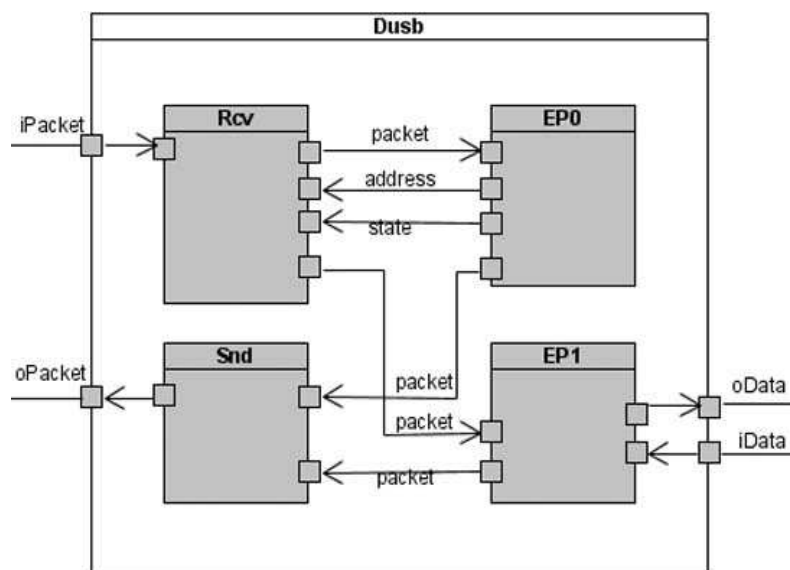 Dusb
iPacket
Rcv
packet
EP0
address
state
oPacket
Snd
packet
packet
packet
EP1
oData
iData